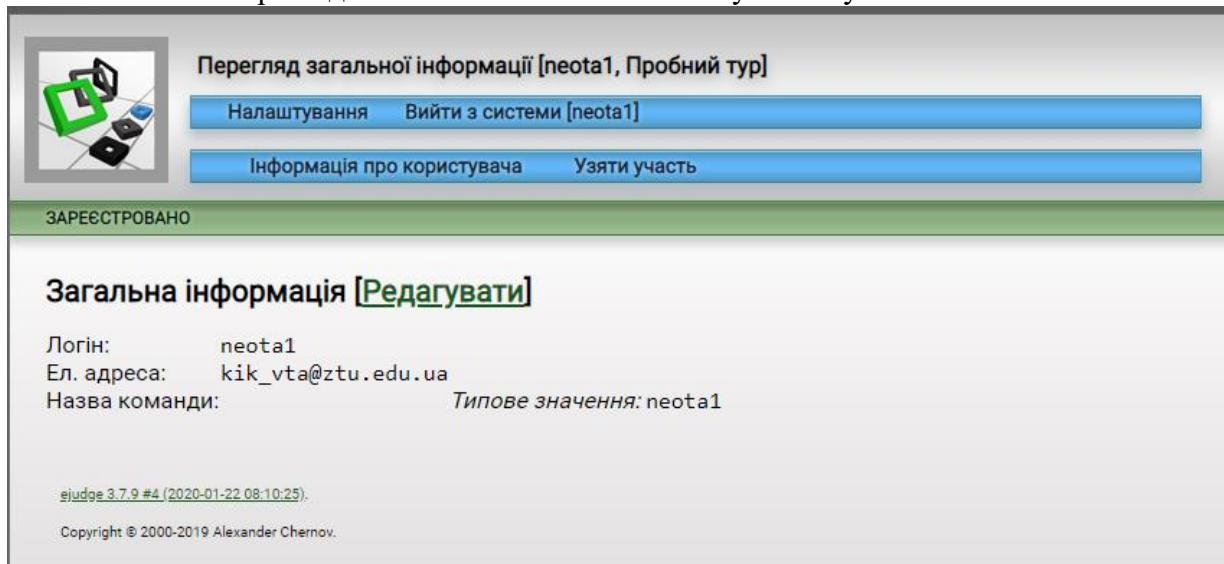 Перегляд загальної інформації [neota1, Пробний тур]
Налаштування Вийти з системи [neota1]
Інформація про користувача Узяти участь
ЗАРЕЄСТРОВАНО
Загальна інформація [Редагувати]
Логін: neota1
Ел. адреса: kik_vta@ztu.edu.ua
Назва команди: Типове значення: neota1
ejudge 3.7.9 #4 (2020-01-22 08:10:25).
Copyright © 2000-2019 Alexander Chernov.